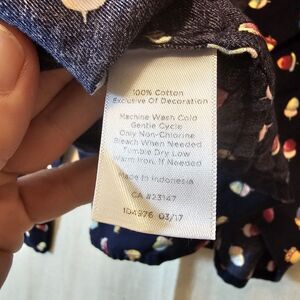 100% Cotton
Exclusive Of Decoration
Machine Wash Cold
Gentle Cycle
Only Non-Chlorine
Bleach When Needed
Tumble Dry Low
Warm Iron, If Needed
Made In Indonesia
CA #23147
104976 03/17